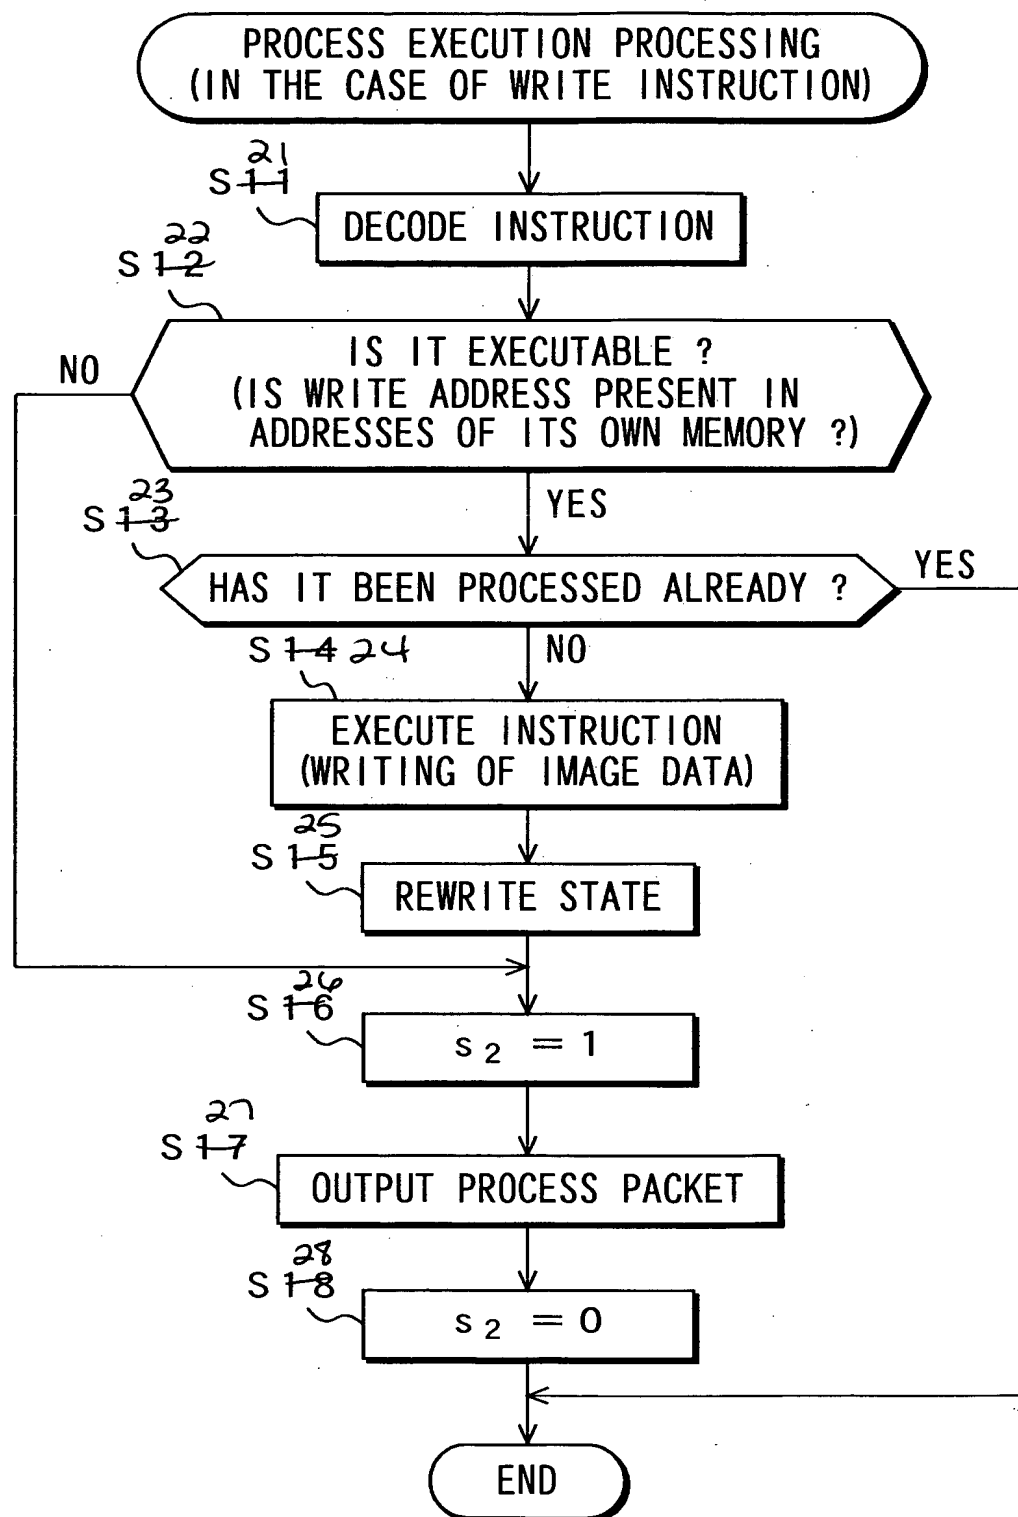 PROCESS EXECUTION PROCESSING
(IN THE CASE OF WRITE INSTRUCTION)
21
S11
DECODE INSTRUCTION
22
S12
NO
IS IT EXECUTABLE ?
(IS WRITE ADDRESS PRESENT IN
ADDRESSES OF ITS OWN MEMORY ?)
23
S13
YES
HAS IT BEEN PROCESSED ALREADY ?
YES
S14 24
NO
EXECUTE INSTRUCTION
(WRITING OF IMAGE DATA)
25
S15
REWRITE STATE
26
S16
s₂ = 1
27
S17
OUTPUT PROCESS PACKET
28
S18
s₂ = 0
END